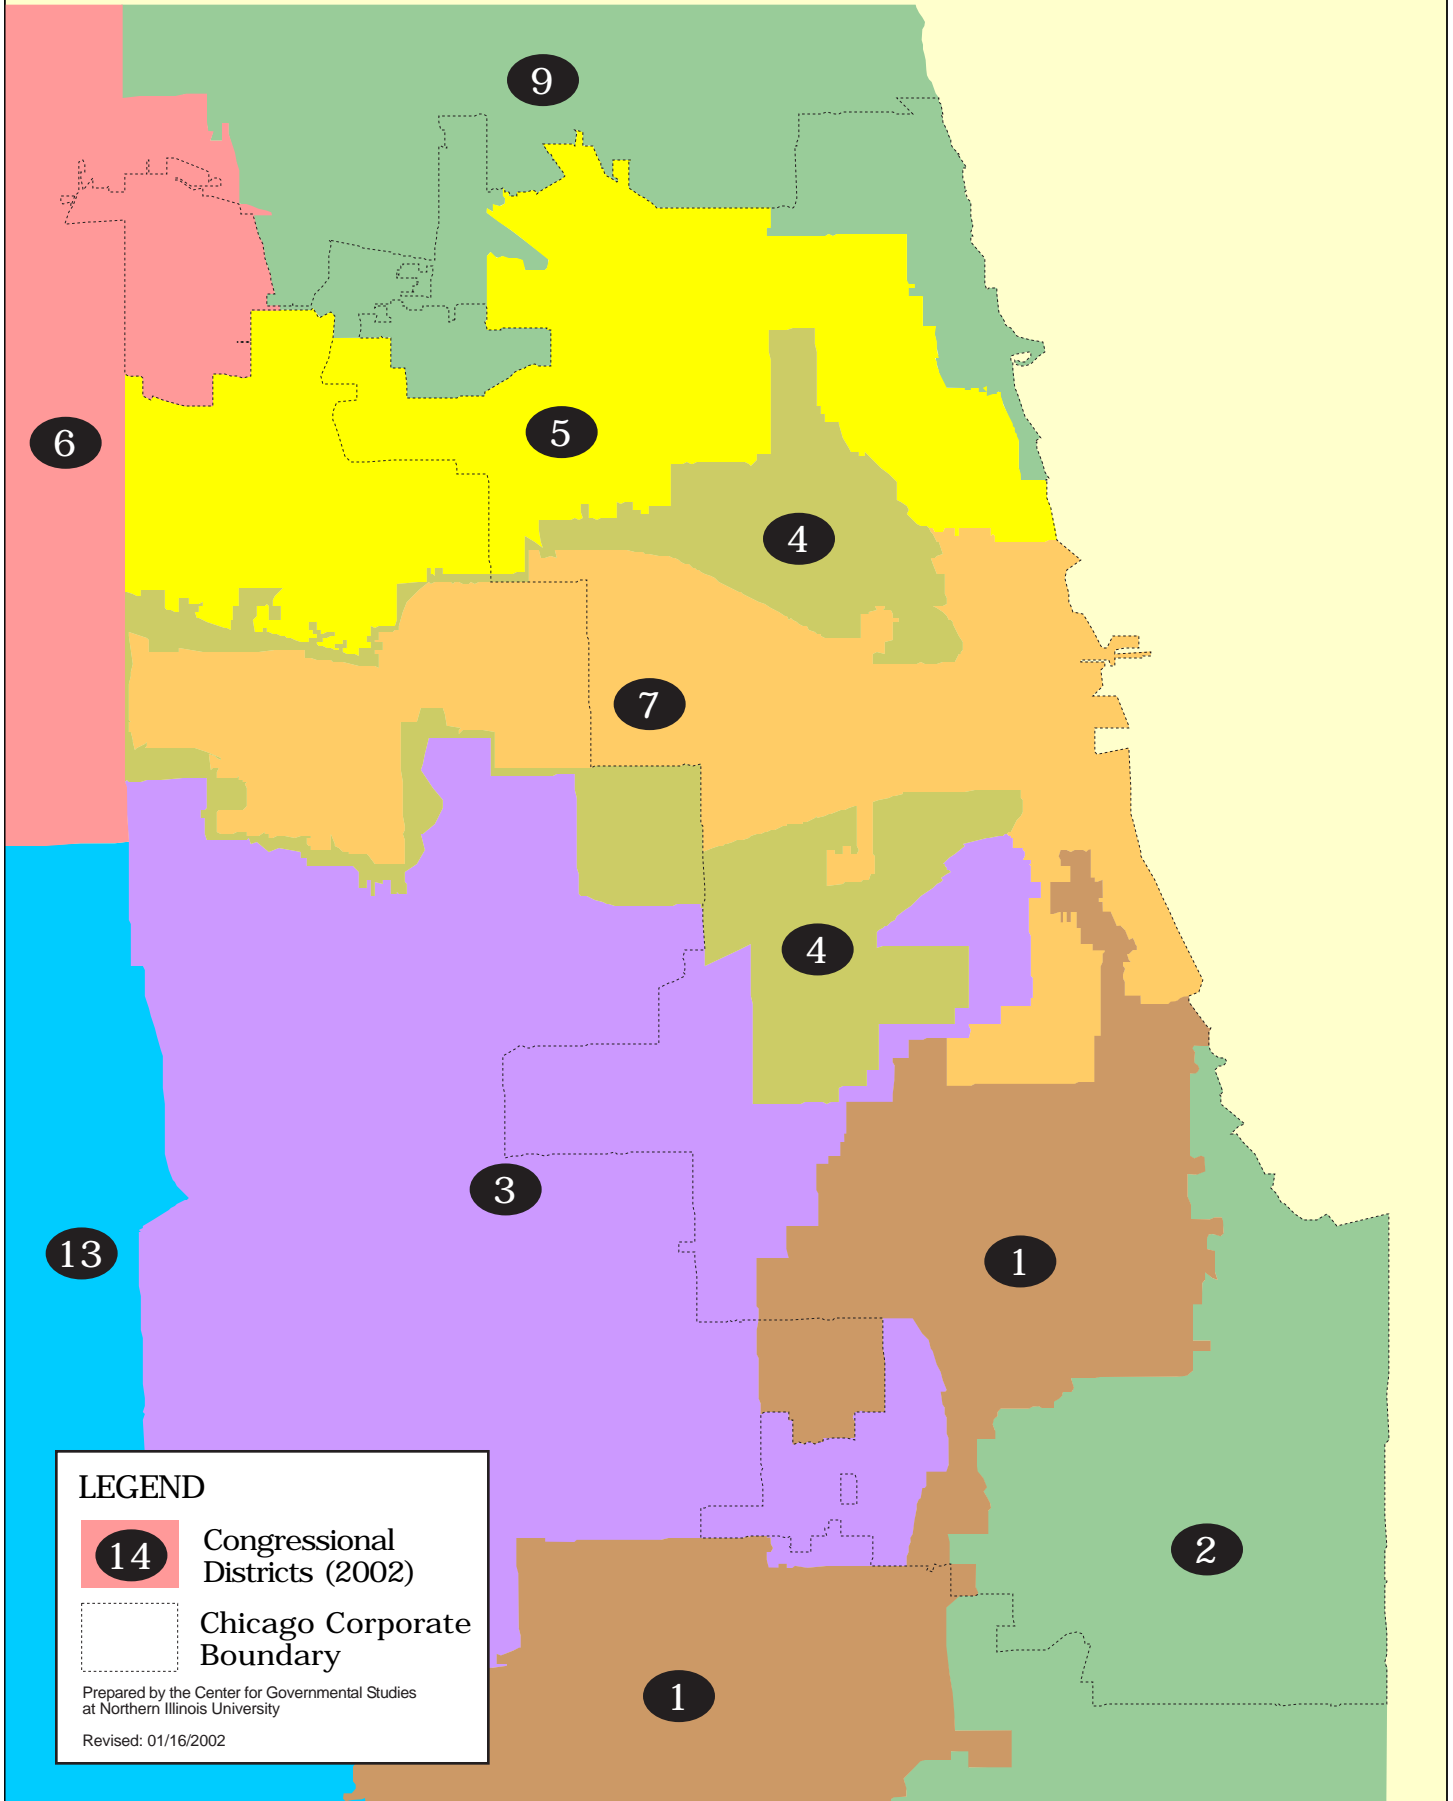 9
6
5
4
7
4
3
13
1
2
1
LEGEND
14
Congressional
Districts (2002)
Chicago Corporate
Boundary
Prepared by the Center for Governmental Studies
at Northern Illinois University
Revised: 01/16/2002